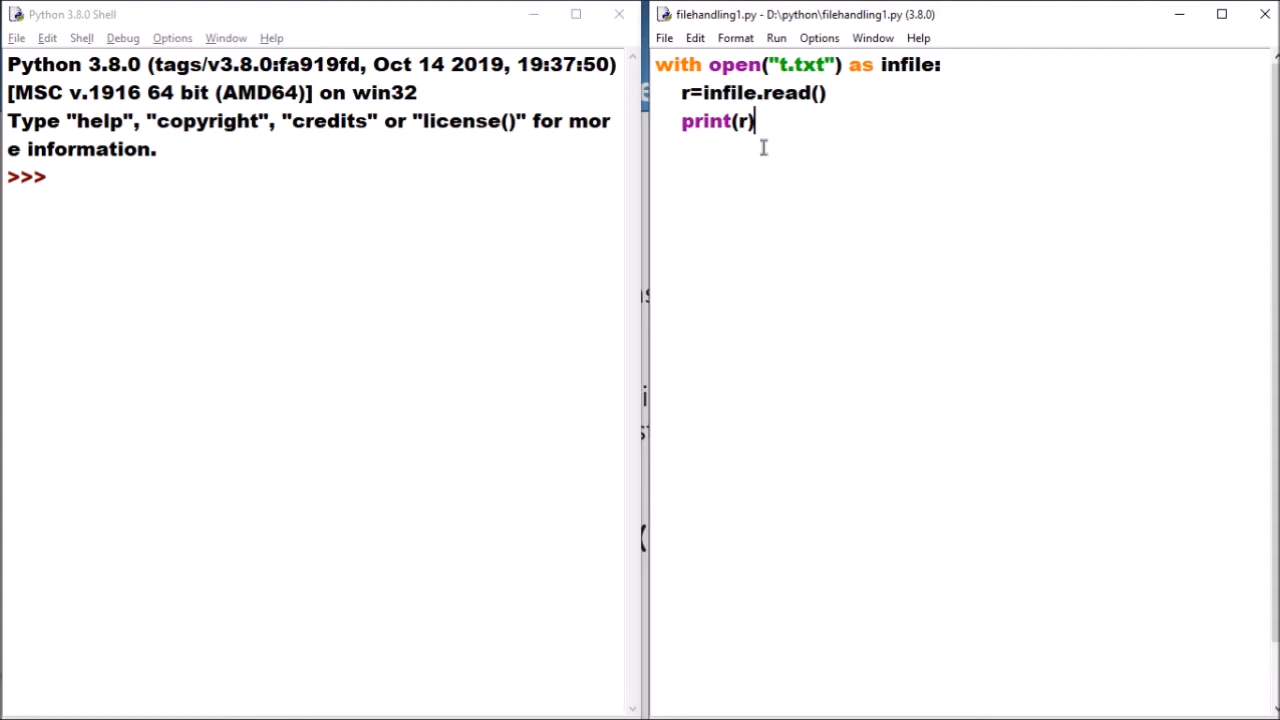 Python 3.8.0 Shell
File Edit Shell Debug Options Window Help
Python 3.8.0 (tags/v3.8.0:fa919fd, Oct 14 2019, 19:37:50)
[MSC v.1916 64 bit (AMD64)] on win32
Type "help", "copyright", "credits" or "license()" for mor
e information.
>>>
filehandling1.py - D:\python\filehandling1.py (3.8.0)
File Edit Format Run Options Window Help
with open("t.txt") as infile:
    r=infile.read()
    print(r)